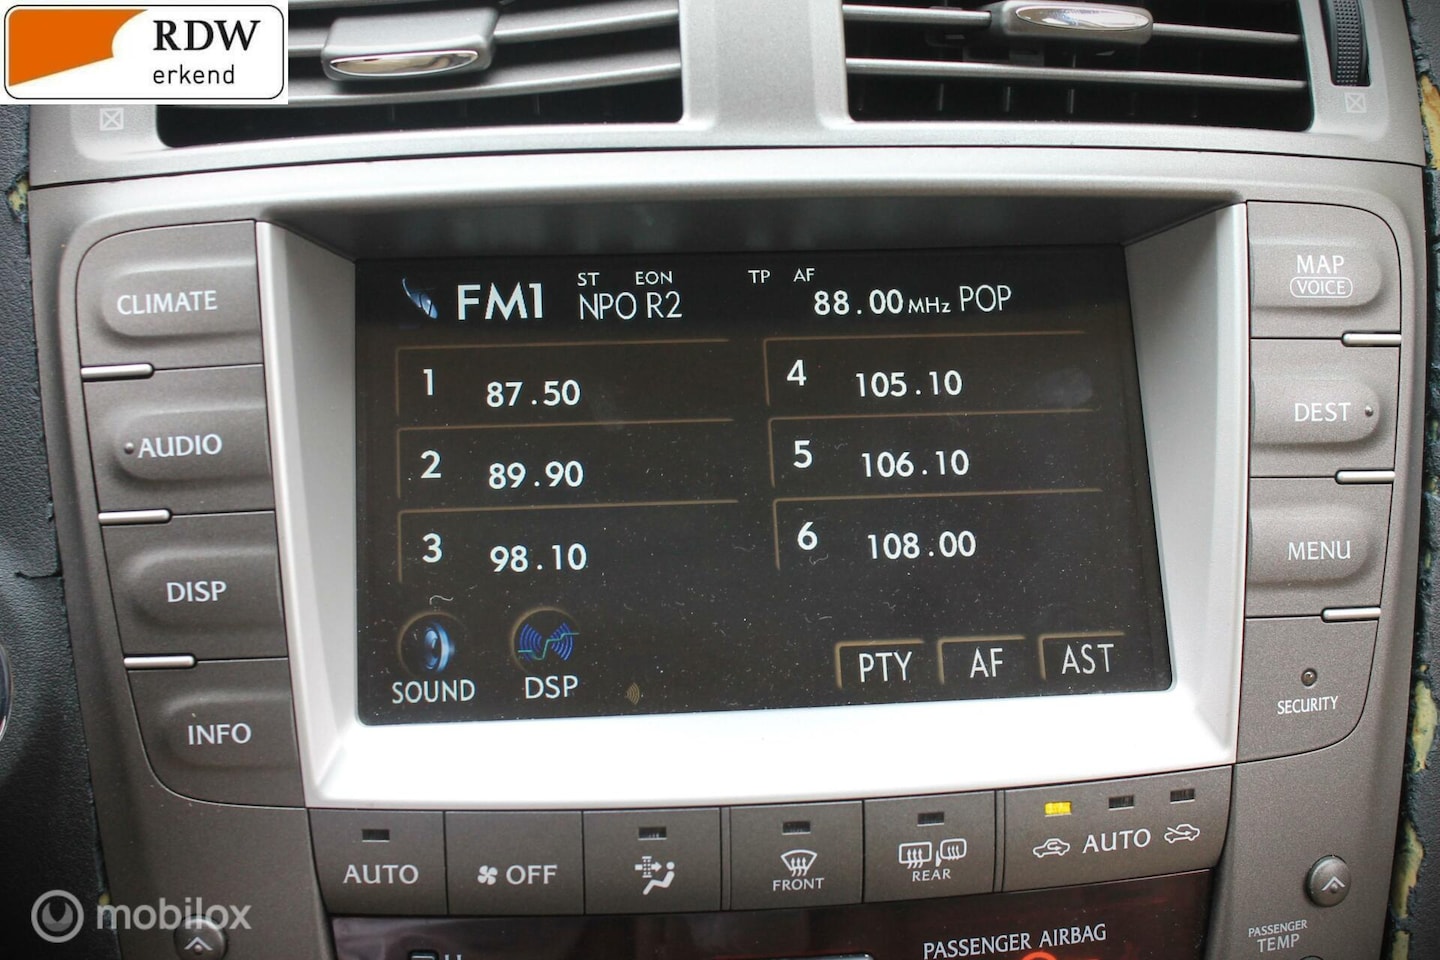 RDW
erkend
CLIMATE
AUDIO
DISP
INFO
ST EON TP AF
FM1 NPO R2 88.00 MHz POP
1 87.50
2 89.90
3 98.10
4 105.10
5 106.10
6 108.00
SOUND
DSP
PTY AF AST
MAP
VOICE
DEST
MENU
SECURITY
AUTO
OFF
FRONT
REAR
AUTO
PASSENGER AIRBAG
PASSENGER
TEMP
mobilox